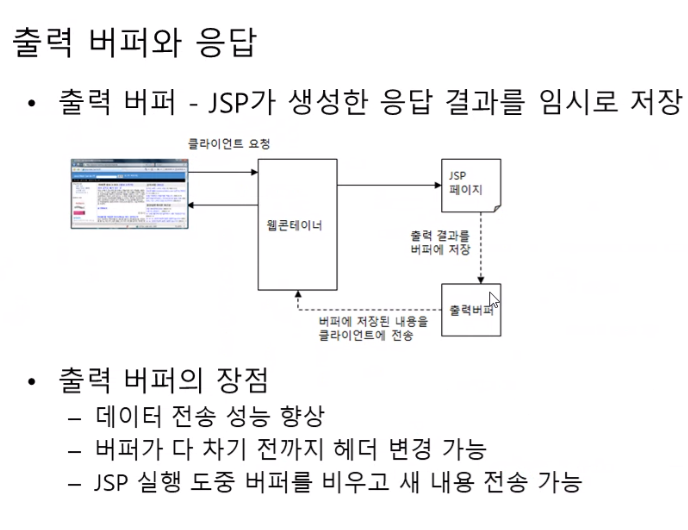 출력 버퍼와 응답
• 출력 버퍼 - JSP가 생성한 응답 결과를 임시로 저장
클라이언트 요청
JSP
페이지
웹콘테이너
출력 결과를
버퍼에 저장
출력버퍼
버퍼에 저장된 내용을
클라이언트에 전송
• 출력 버퍼의 장점
– 데이터 전송 성능 향상
– 버퍼가 다 차기 전까지 헤더 변경 가능
– JSP 실행 도중 버퍼를 비우고 새 내용 전송 가능